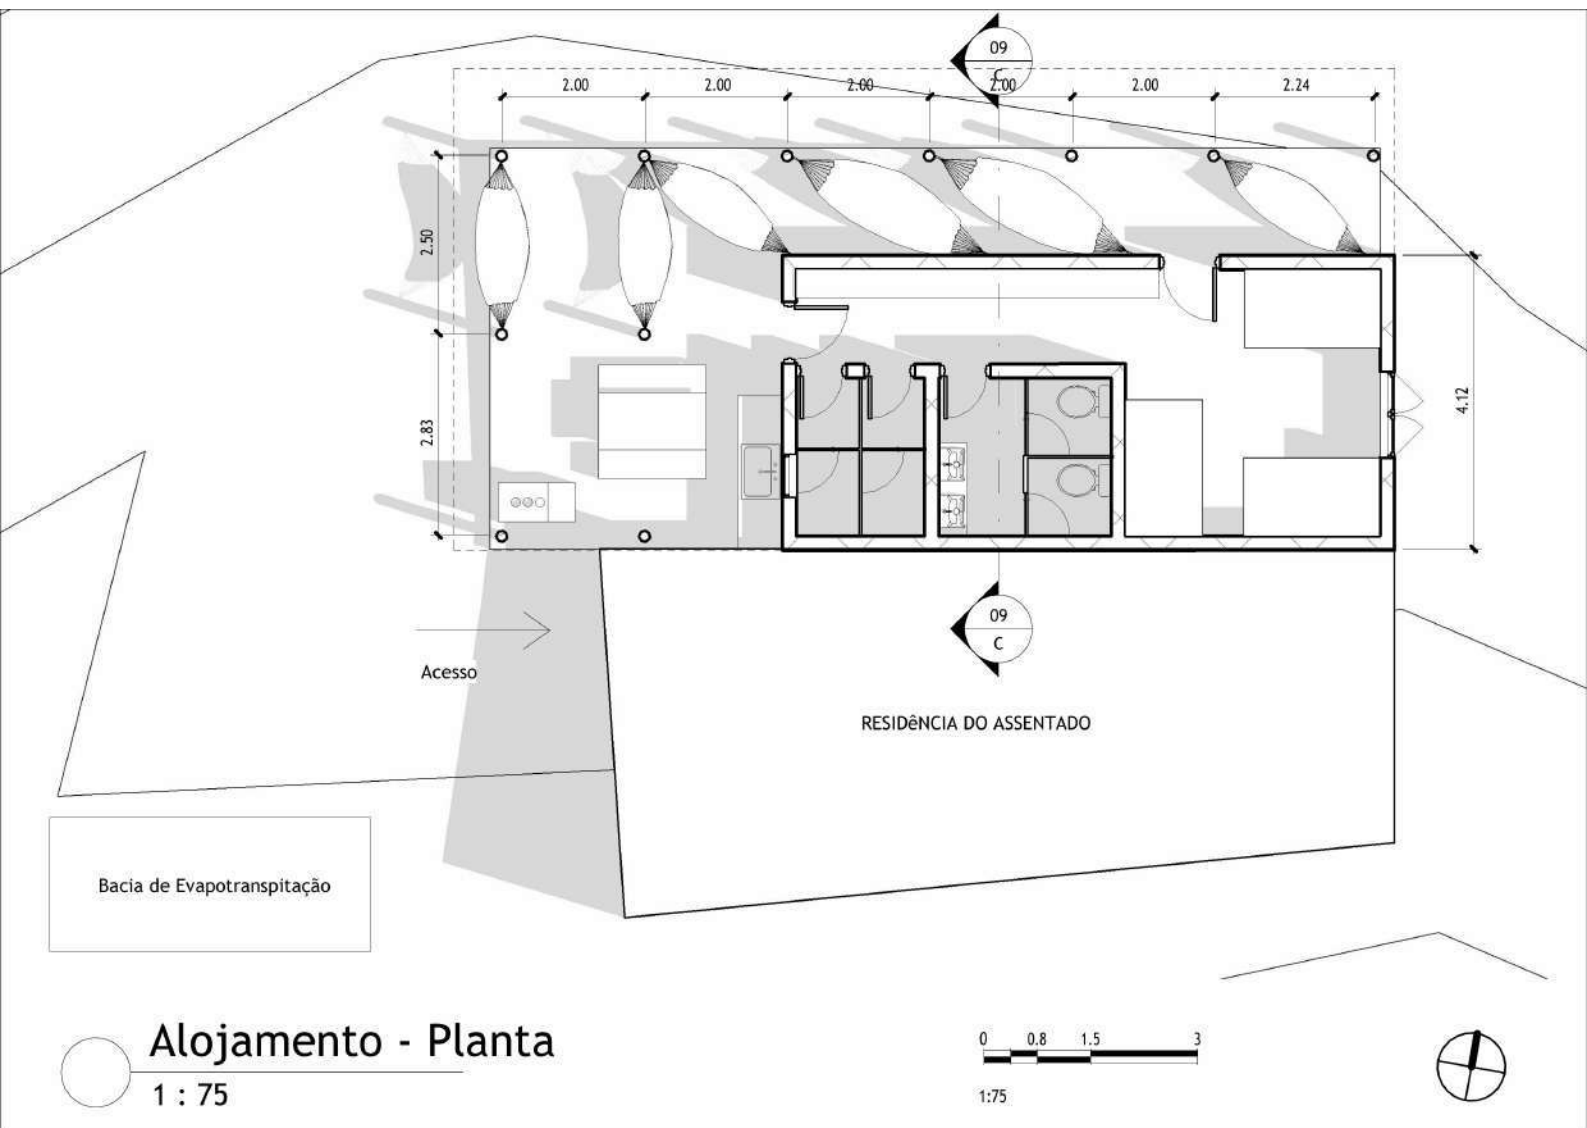 09
C
2.00
2.00
2.00
2.00
2.00
2.24
2.50
2.83
4.12
09
C
Acesso
RESIDêNCIA DO ASSENTADO
Bacia de Evapotranspitação
Alojamento - Planta
1 : 75
0 0.8 1.5 3
1:75